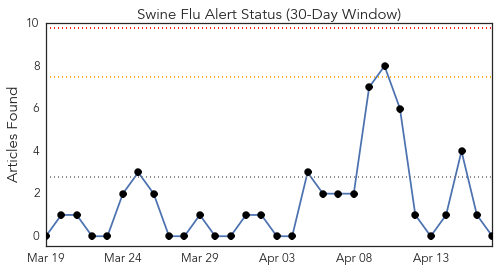 Swine Flu Alert Status (30-Day Window)
Articles Found
10
8
6
4
2
0
Mar 19
Mar 24
Mar 29
Apr 03
Apr 08
Apr 13